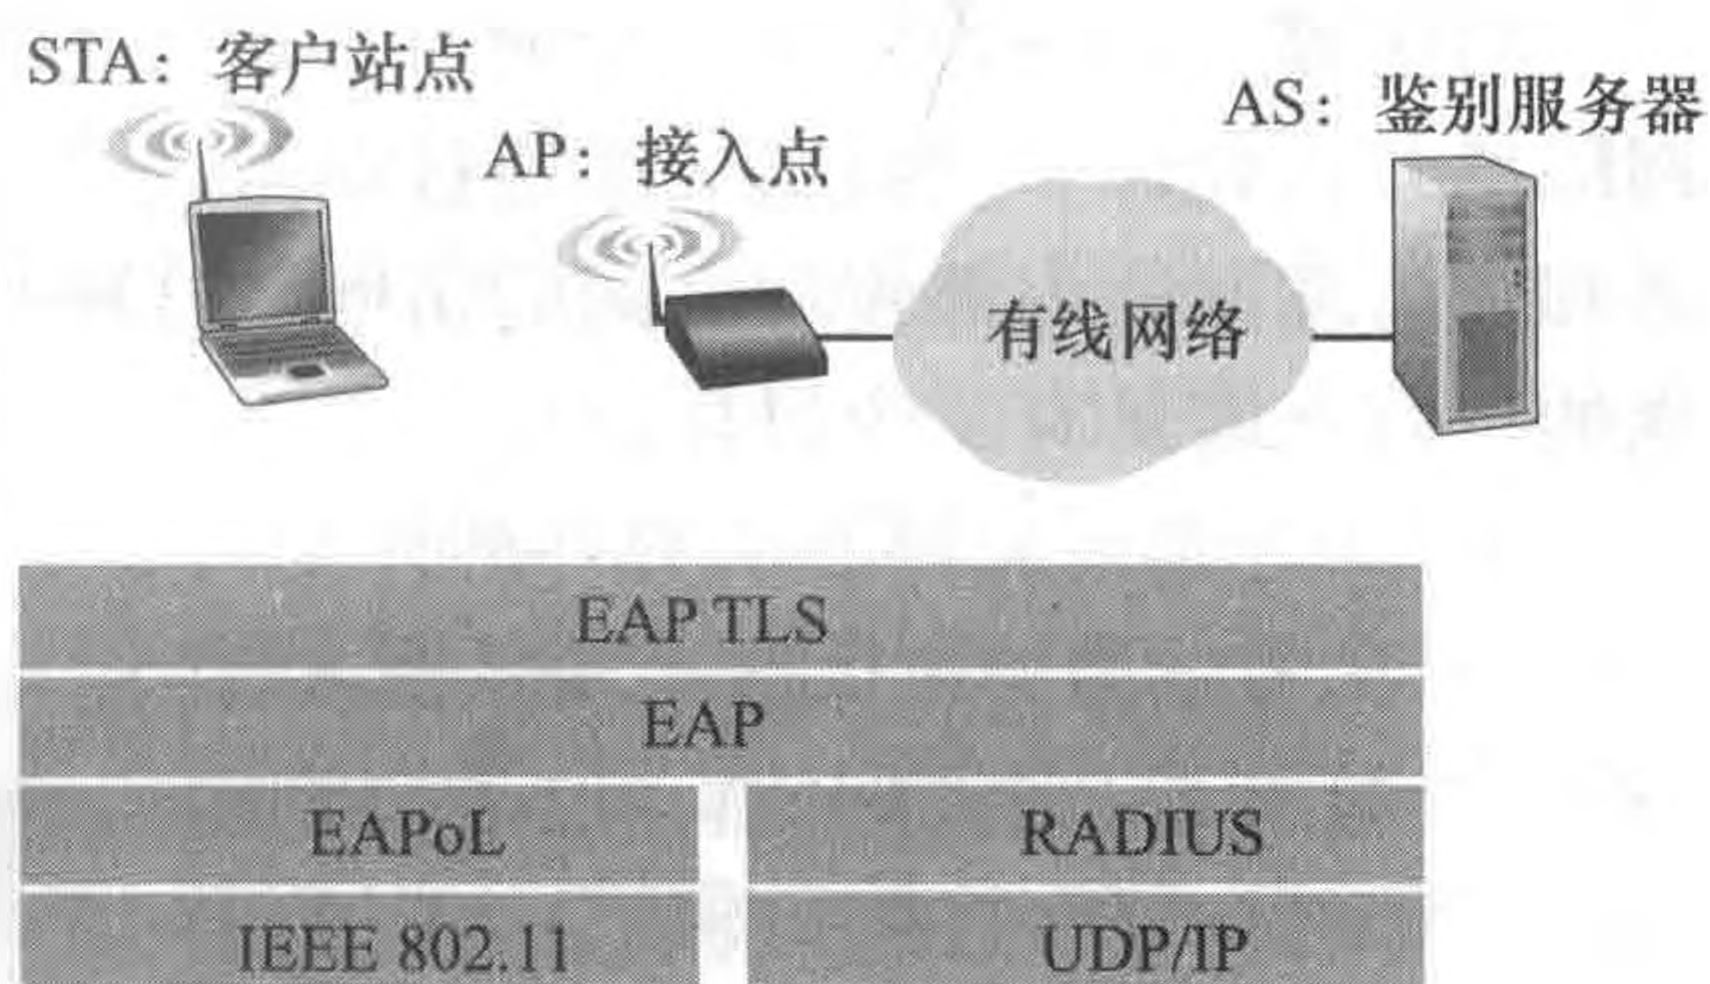 STA：客户站点
AP：接入点
AS：鉴别服务器
有线网络
EAP TLS
EAP
EAPoL
RADIUS
IEEE 802.11
UDP/IP